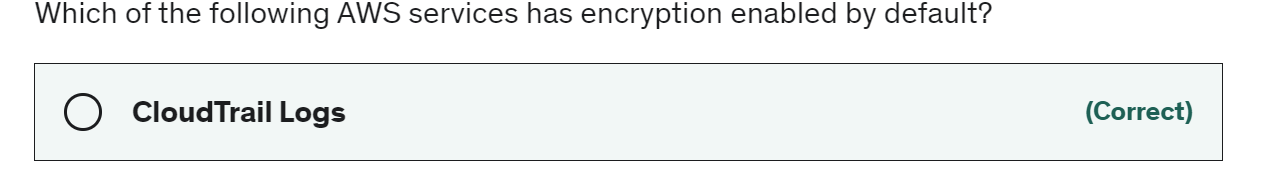 Which of the following AWS services has encryption enabled by default?
CloudTrail Logs
(Correct)